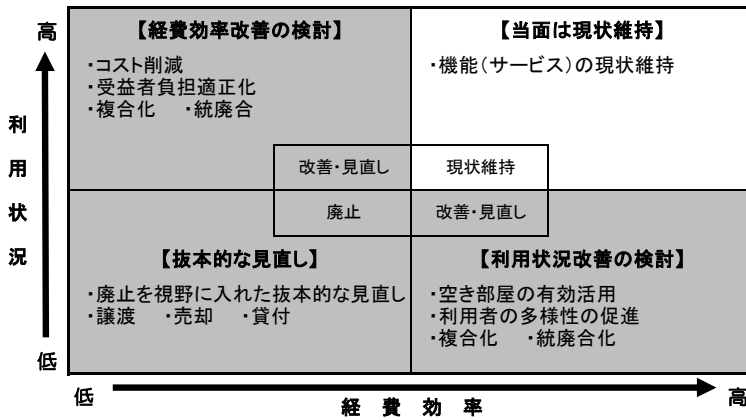 高
利用状況
低
【経費効率改善の検討】
・コスト削減
・受益者負担適正化
・複合化　・統廃合
【当面は現状維持】
・機能（サービス）の現状維持
改善・見直し
現状維持
廃止
改善・見直し
【抜本的な見直し】
・廃止を視野に入れた抜本的な見直し
・譲渡　・売却　・貸付
【利用状況改善の検討】
・空き部屋の有効活用
・利用者の多様性の促進
・複合化　・統廃合化
低
経費効率
高